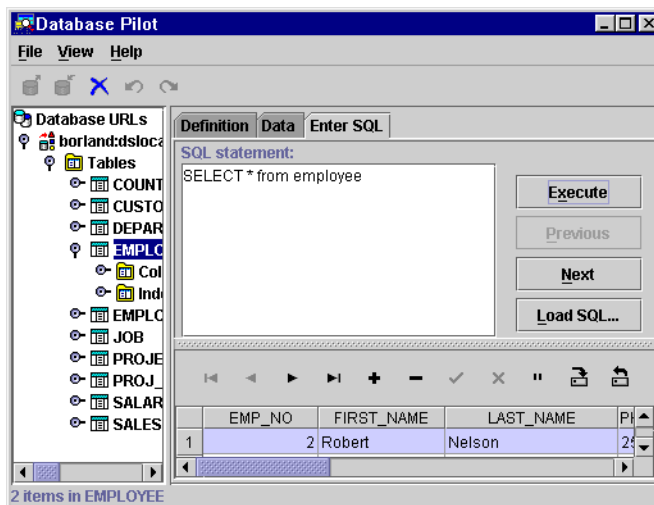 Database Pilot
File View Help
Database URLs
borland:dsloca
Tables
COUNT
CUSTO
DEPAR
EMPLO
Col
Ind
EMPLO
JOB
PROJE
PROJ_
SALAR
SALES
2 items in EMPLOYEE
Definition Data Enter SQL
SQL statement:
SELECT * from employee
Execute
Previous
Next
Load SQL...
EMP_NO FIRST_NAME LAST_NAME
1 2 Robert Nelson